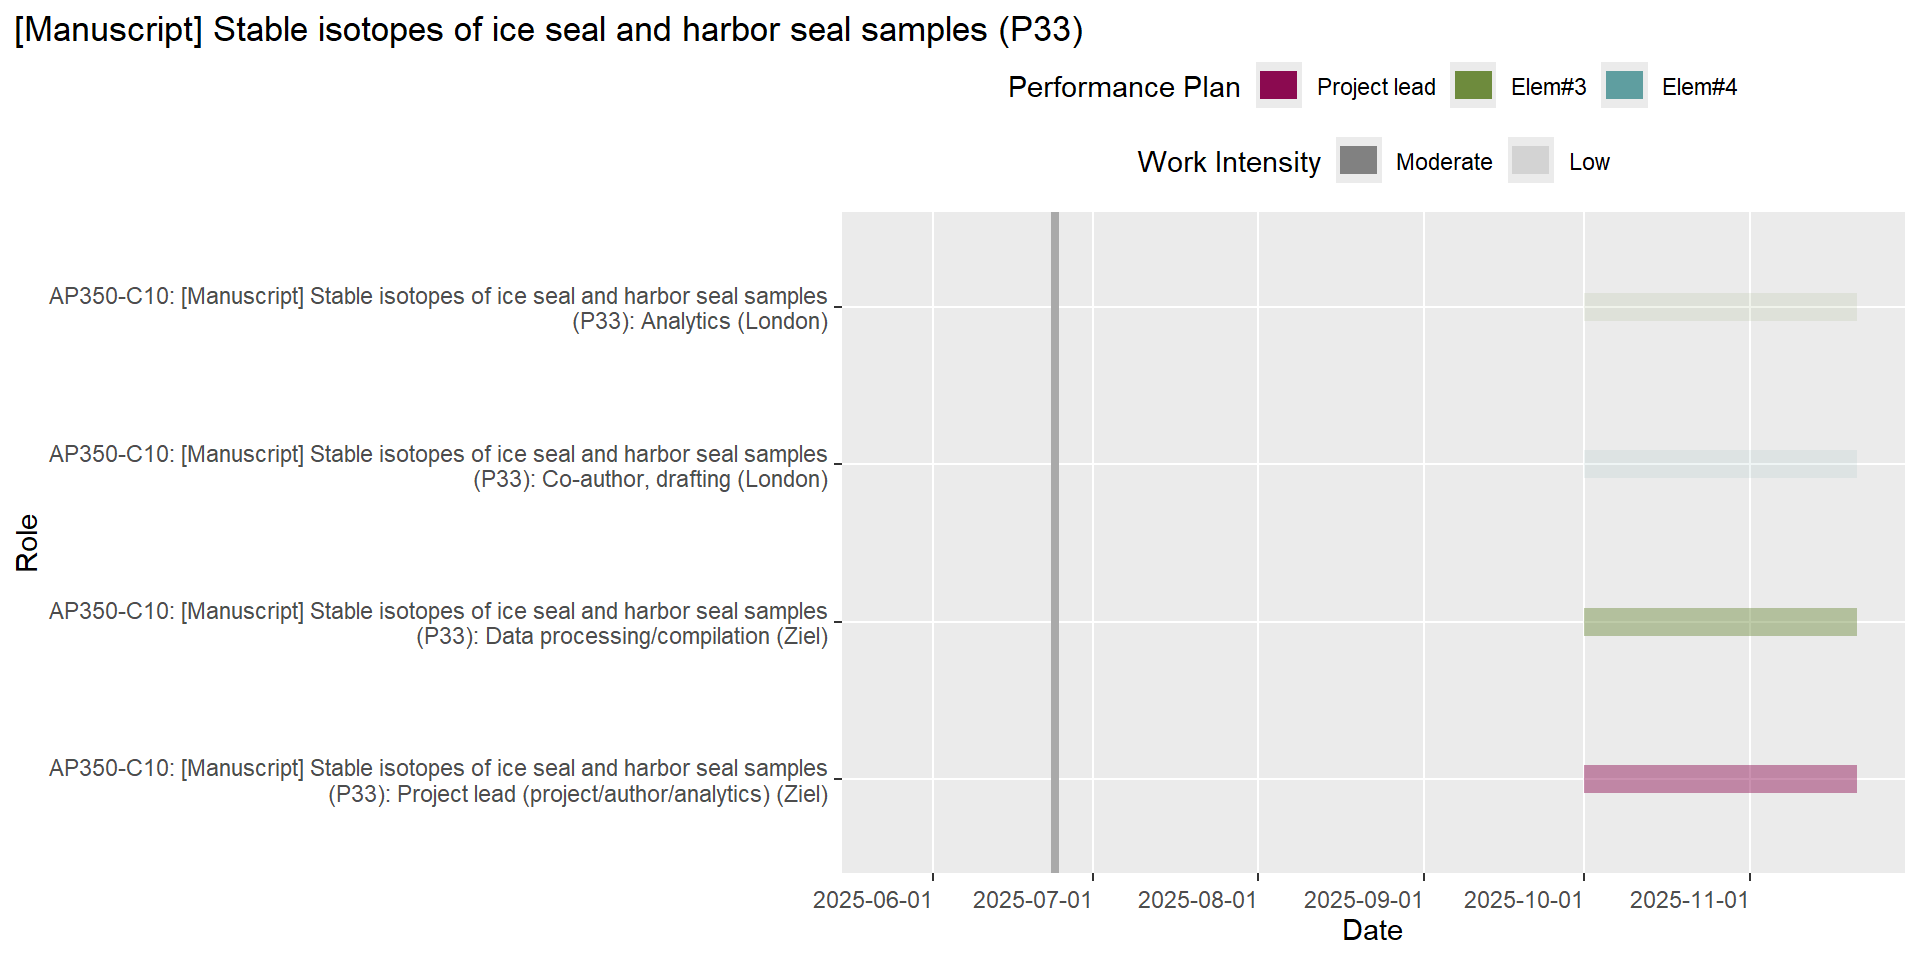 [Manuscript] Stable isotopes of ice seal and harbor seal samples (P33)
Performance Plan Project lead Elem#3 Elem#4
Work Intensity Moderate Low
AP350-C10: [Manuscript] Stable isotopes of ice seal and harbor seal samples
(P33): Analytics (London)
AP350-C10: [Manuscript] Stable isotopes of ice seal and harbor seal samples
(P33): Co-author, drafting (London)
Role
AP350-C10: [Manuscript] Stable isotopes of ice seal and harbor seal samples
(P33): Data processing/compilation (Ziel)
AP350-C10: [Manuscript] Stable isotopes of ice seal and harbor seal samples
(P33): Project lead (project/author/analytics) (Ziel)
2025-06-01 2025-07-01 2025-08-01 2025-09-01 2025-10-01 2025-11-01
Date